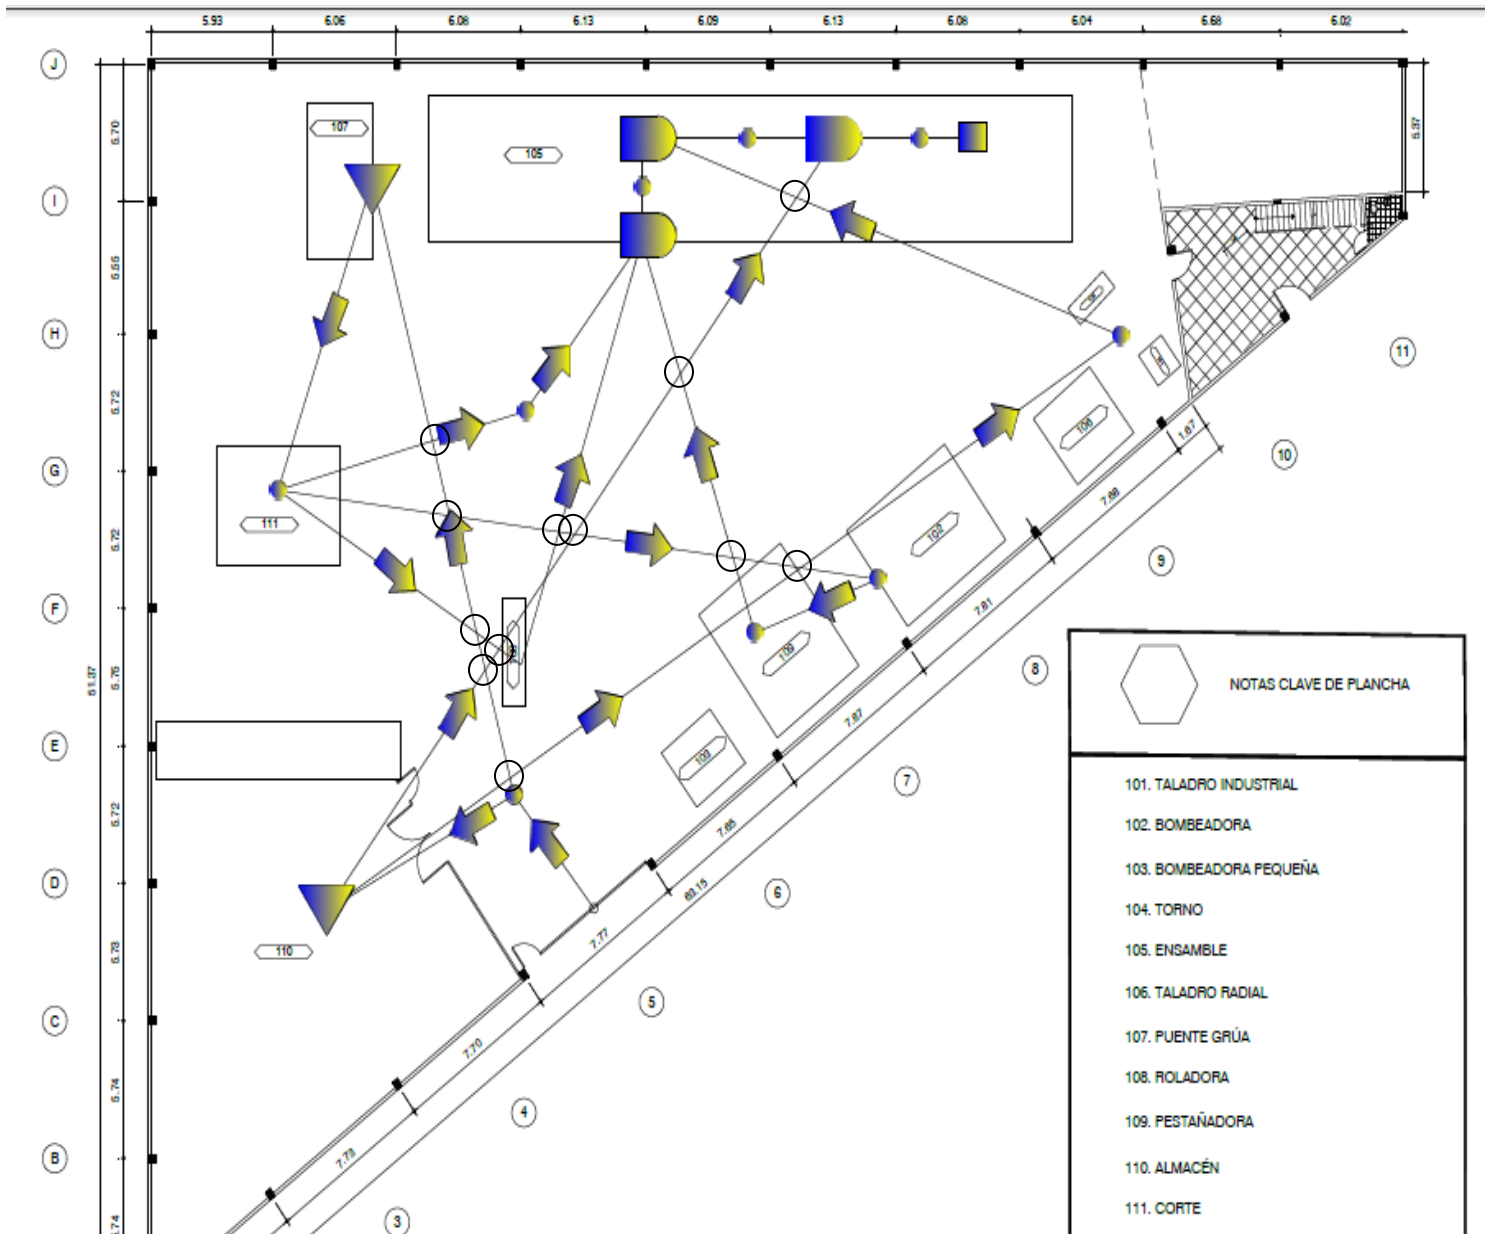 5.93 6.06 6.08 6.13 6.09 6.13 6.08 6.04 6.68 6.02
J
107
105
6.70
5.37
I
6.66
H
11
6.72
106
1.67
G
10
111
7.68
102
6.72
9
F
7.81
109
8
51.37
6.75
NOTAS CLAVE DE PLANCHA
7.87
E
103
7
101. TALADRO INDUSTRIAL
6.72
7.65
102. BOMBEADORA
103. BOMBEADORA PEQUEÑA
D
63.15
6
104. TORNO
110
7.77
105. ENSAMBLE
6.73
5
106. TALADRO RADIAL
C
107. PUENTE GRÚA
7.70
108. ROLADORA
6.74
4
109. PESTAÑADORA
B
7.73
110. ALMACÉN
111. CORTE
3